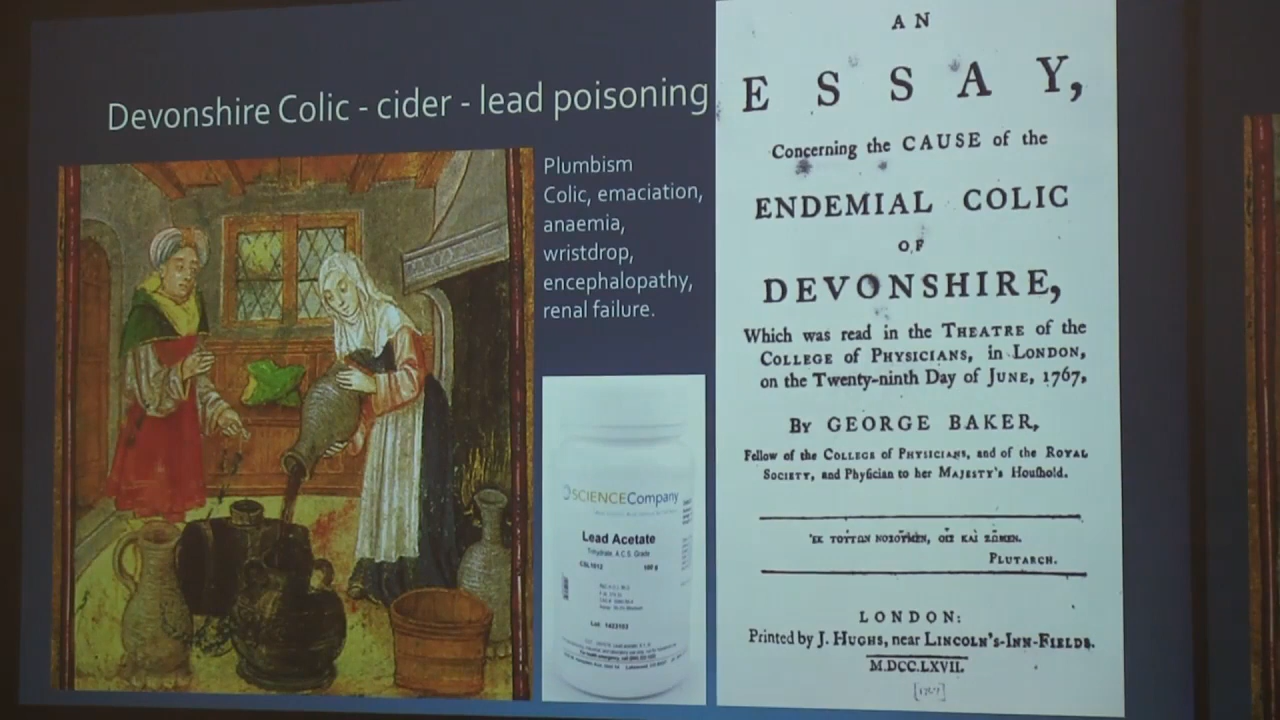 Devonshire Colic - cider - lead poisoning
Plumbism
Colic, emaciation,
anaemia,
wristdrop,
encephalopathy,
renal failure.
SCIENCECompany
Lead Acetate
Trihydrate, A.C.S. Grade
100 g
AN
ESSAY,
Concerning the CAUSE of the
ENDEMIAL COLIC
OF
DEVONSHIRE,
Which was read in the THEATRE of the
COLLEGE of PHYSICIANS, in LONDON,
on the Twenty-ninth Day of JUNE, 1767,
By GEORGE BAKER,
Fellow of the COLLEGE of PHYSICIANS, and of the ROYAL
SOCIETY, and Phyſician to her MAJESTY's Houſhold.
PLUTARCH.
LONDON:
Printed by J. HUGHS, near LINCOLN'S-INN-FIELDS.
M.DCC.LXVII.
[1767]